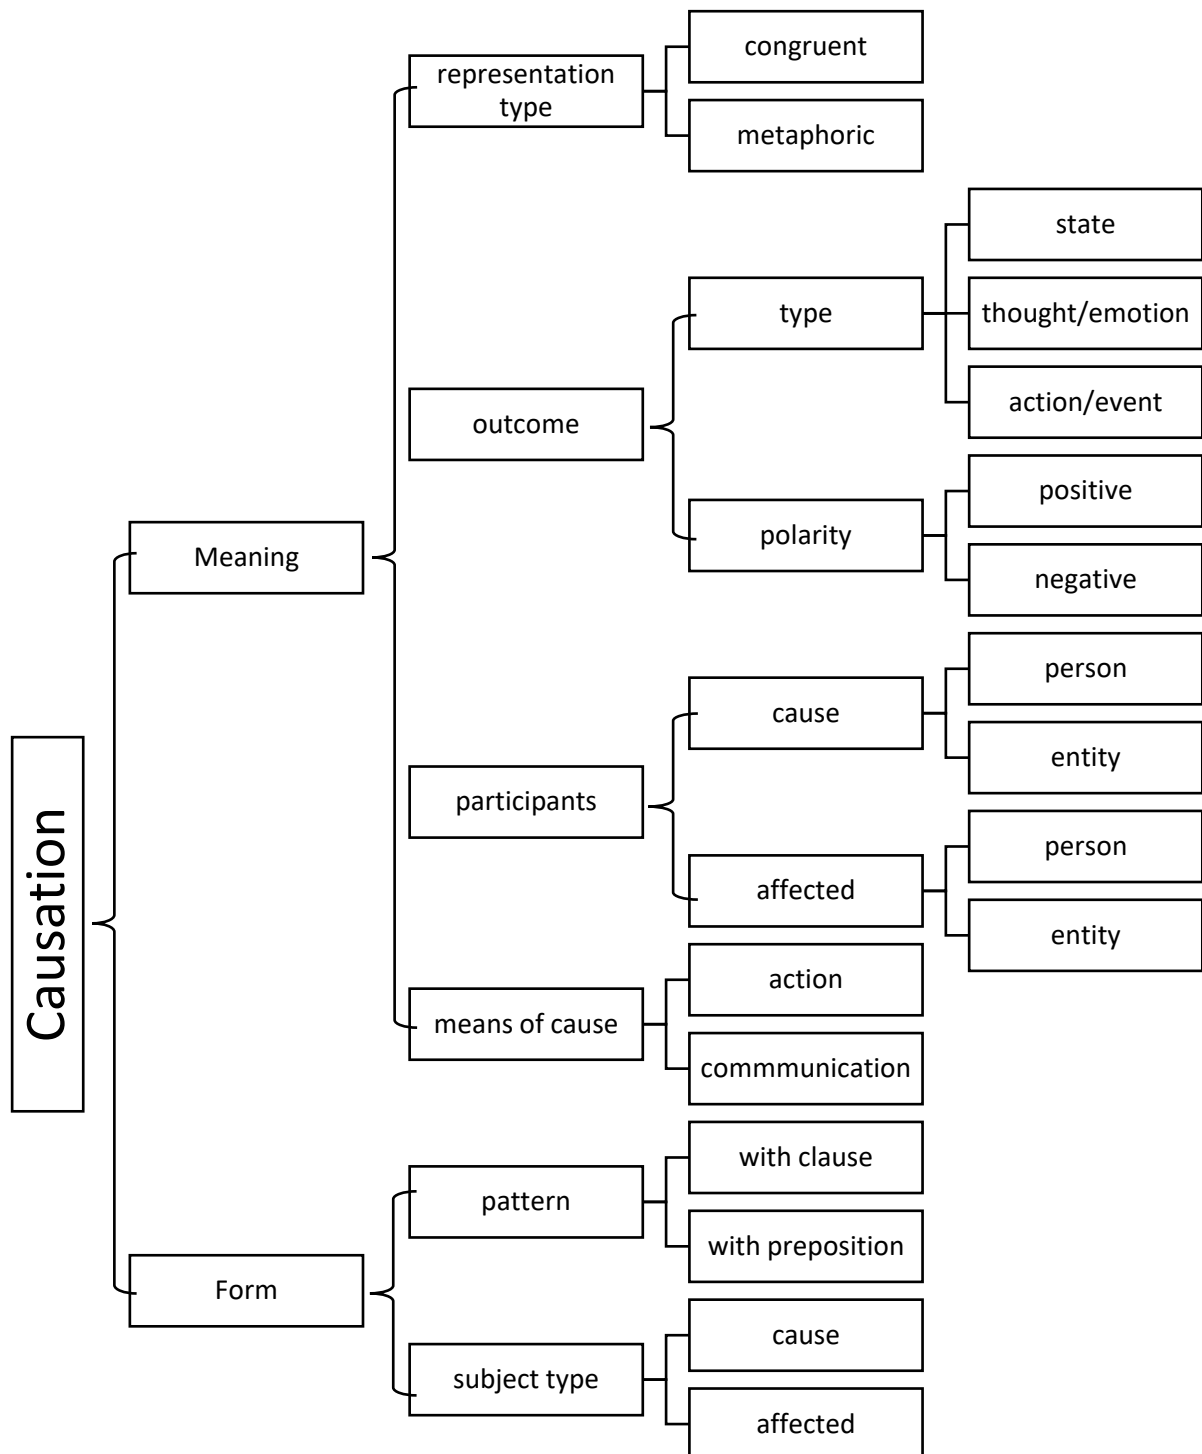 congruent
representation
type
metaphoric
state
type
thought/emotion
action/event
outcome
positive
polarity
negative
Meaning
person
cause
entity
participants
person
affected
entity
Causation
action
means of cause
commmunication
with clause
pattern
with preposition
Form
cause
subject type
affected